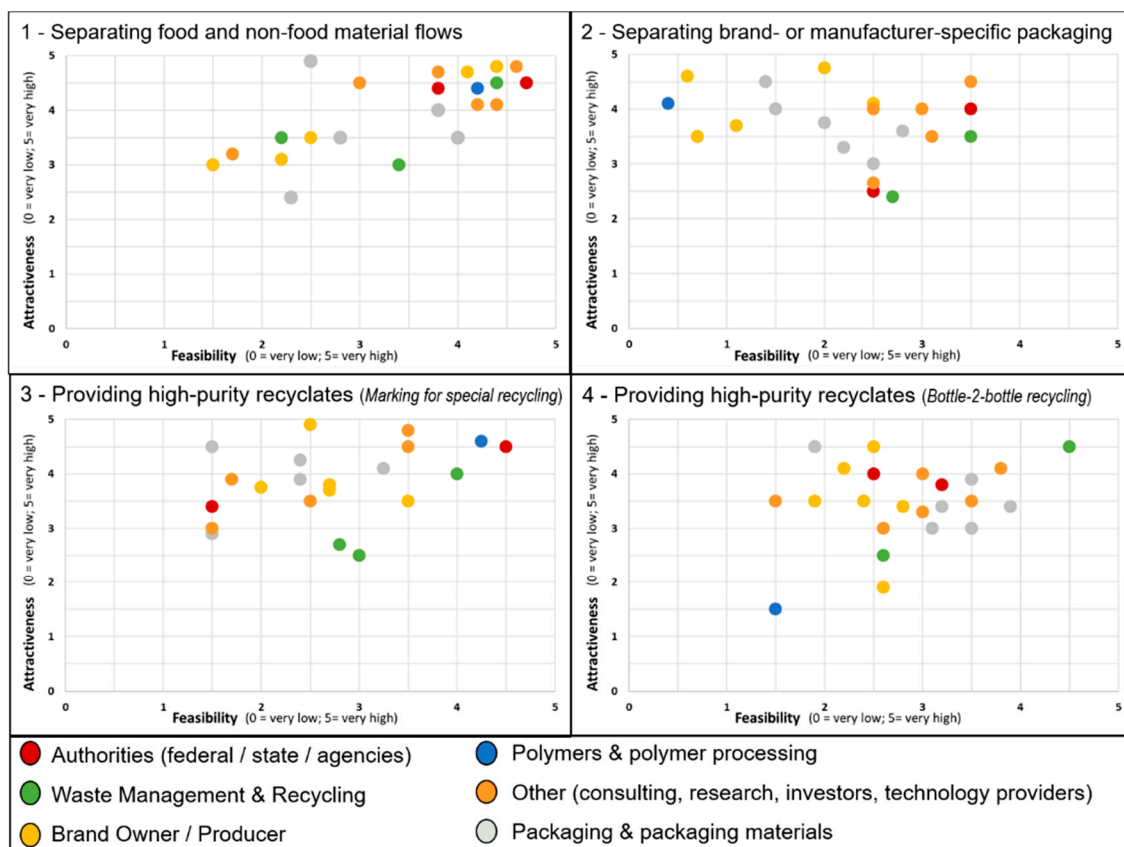 1 - Separating food and non-food material flows
5
4
3
2
1
0
Attractiveness (0 = very low; 5= very high)
0 1 2 3 4 5
Feasibility (0 = very low; 5= very high)
2 - Separating brand- or manufacturer-specific packaging
5
4
3
2
1
0
Attractiveness (0 = very low; 5= very high)
0 1 2 3 4 5
Feasibility (0 = very low; 5= very high)
3 - Providing high-purity recyclates (Marking for special recycling)
5
4
3
2
1
0
Attractiveness (0 = very low; 5= very high)
0 1 2 3 4 5
Feasibility (0 = very low; 5= very high)
4 - Providing high-purity recyclates (Bottle-2-bottle recycling)
5
4
3
2
1
0
Attractiveness (0 = very low; 5= very high)
0 1 2 3 4 5
Feasibility (0 = very low; 5= very high)
Authorities (federal / state / agencies)
Waste Management & Recycling
Brand Owner / Producer
Polymers & polymer processing
Other (consulting, research, investors, technology providers)
Packaging & packaging materials